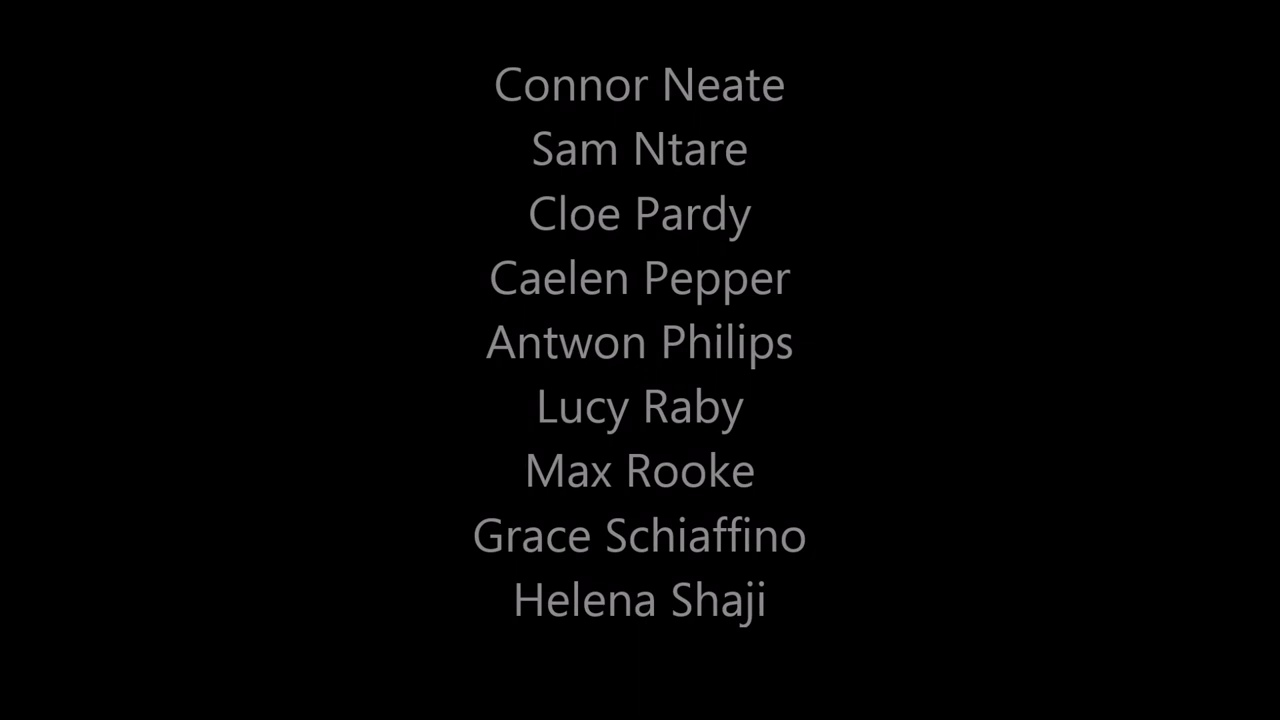 Connor Neate
Sam Ntare
Cloe Pardy
Caelen Pepper
Antwon Philips
Lucy Raby
Max Rooke
Grace Schiaffino
Helena Shaji